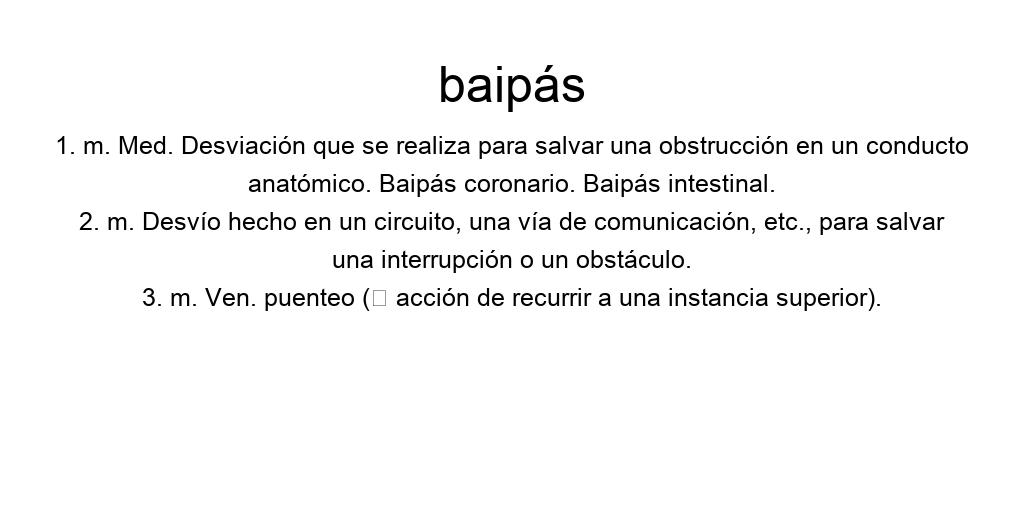 baipás
1. m. Med. Desviación que se realiza para salvar una obstrucción en un conducto
anatómico. Baipás coronario. Baipás intestinal.
2. m. Desvío hecho en un circuito, una vía de comunicación, etc., para salvar
una interrupción o un obstáculo.
3. m. Ven. puenteo (□ acción de recurrir a una instancia superior).